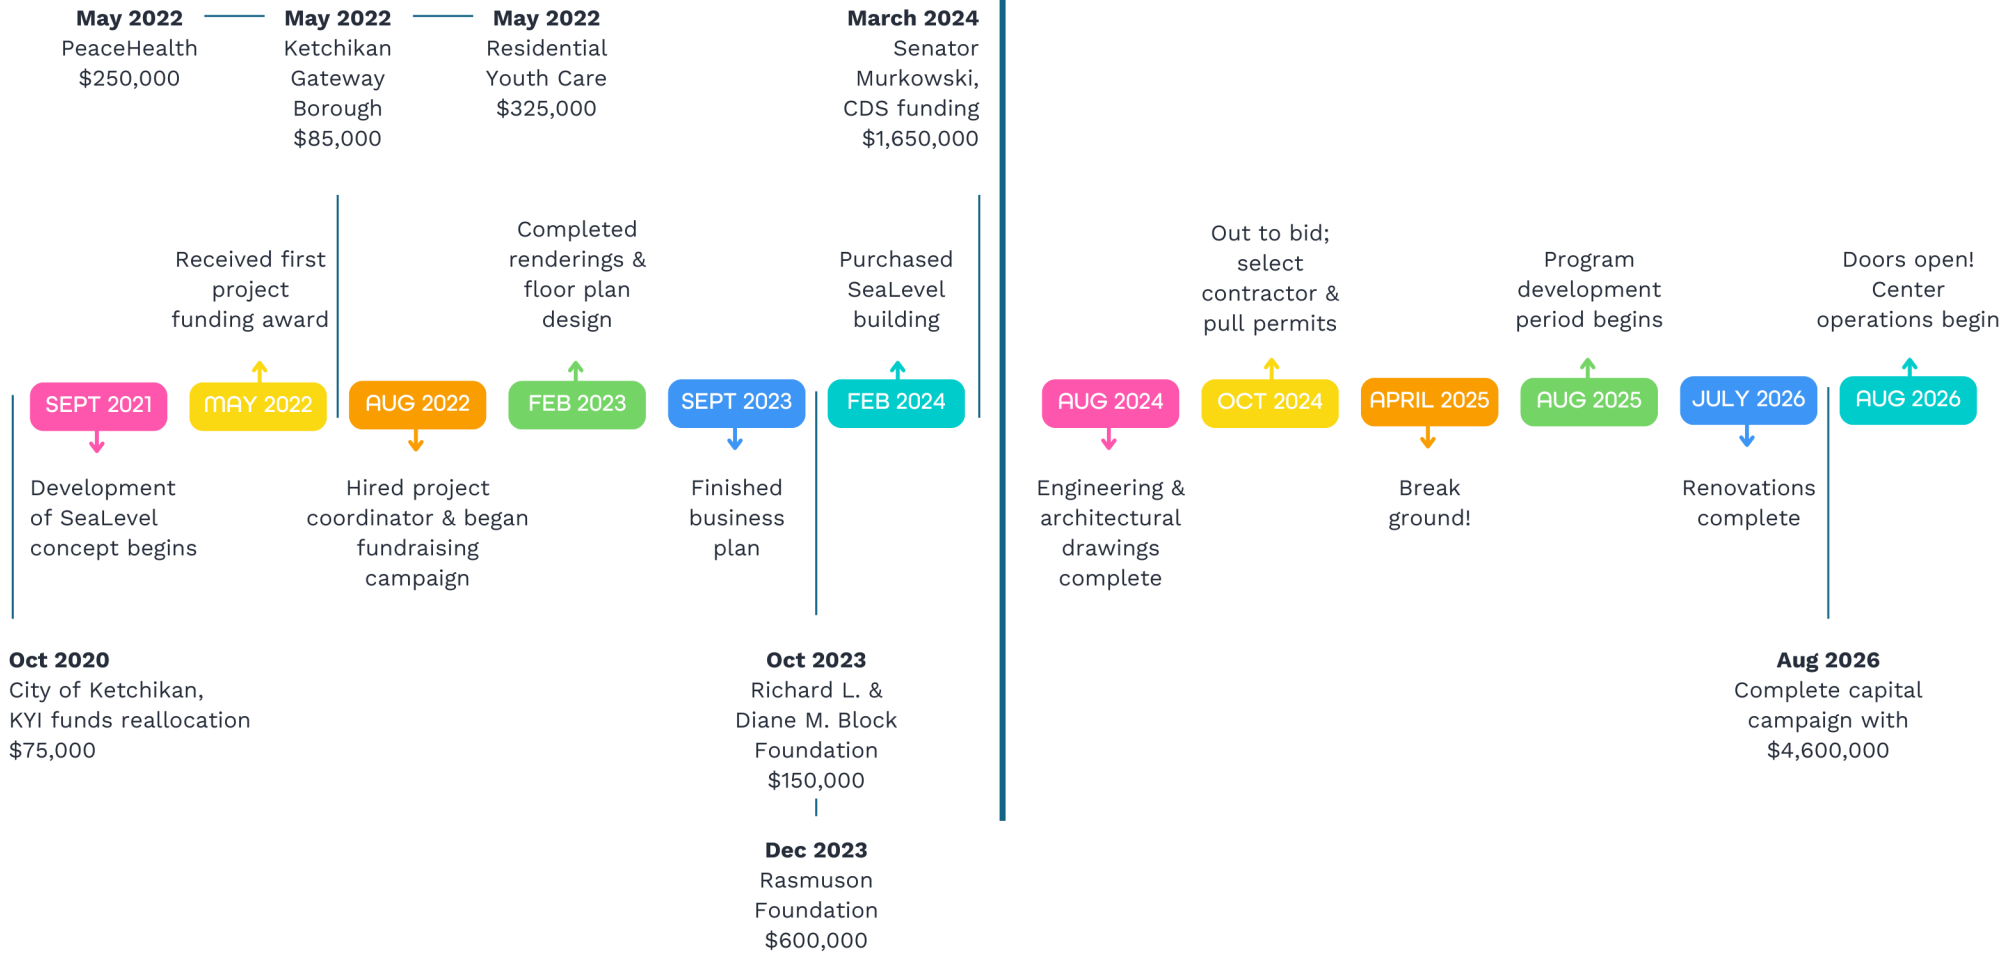 May 2022
PeaceHealth
$250,000
May 2022
Ketchikan
Gateway
Borough
$85,000
May 2022
Residential
Youth Care
$325,000
March 2024
Senator
Murkowski,
CDS funding
$1,650,000
Received first
project
funding award
Completed
renderings &
floor plan
design
Purchased
SeaLevel
building
Out to bid;
select
contractor &
pull permits
Program
development
period begins
Doors open!
Center
operations begin
SEPT 2021
MAY 2022
AUG 2022
FEB 2023
SEPT 2023
FEB 2024
AUG 2024
OCT 2024
APRIL 2025
AUG 2025
JULY 2026
AUG 2026
Development
of SeaLevel
concept begins
Hired project
coordinator & began
fundraising
campaign
Finished
business
plan
Engineering &
architectural
drawings
complete
Break
ground!
Renovations
complete
Oct 2020
City of Ketchikan,
KYI funds reallocation
$75,000
Oct 2023
Richard L. &
Diane M. Block
Foundation
$150,000
Dec 2023
Rasmuson
Foundation
$600,000
Aug 2026
Complete capital
campaign with
$4,600,000